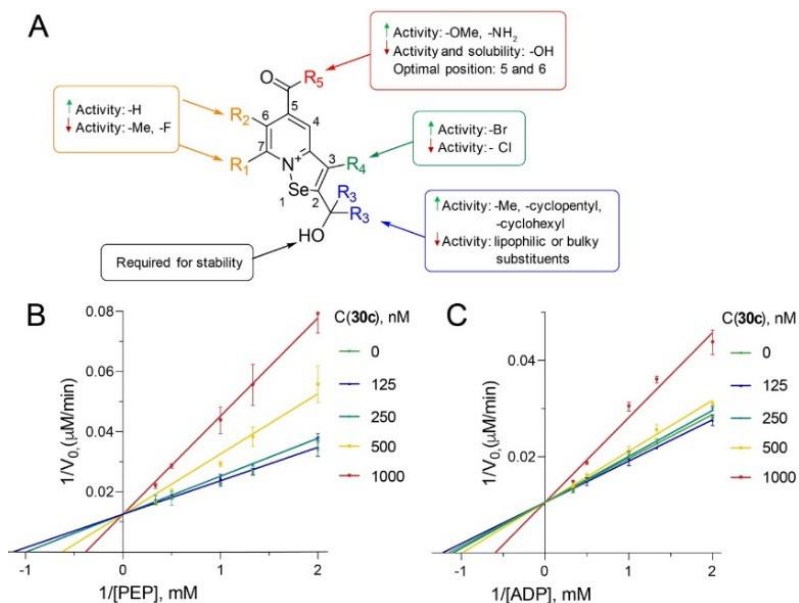 A
↑ Activity: -OMe, -NH₂
↓ Activity and solubility: -OH
Optimal position: 5 and 6
O
R₅
↑ Activity: -H
↓ Activity: -Me, -F
R₂
R₁
5
6
4
7
N⁺
3
R₄
Se
1
2
R₃
R₃
HO
↑ Activity: -Br
↓ Activity: - Cl
↑ Activity: -Me, -cyclopentyl,
-cyclohexyl
↓ Activity: lipophilic or bulky
substituents
Required for stability
B
1/V₀,(μM/min)
0.08
0.06
0.04
0.02
-1 0 1 2
1/[PEP], mM
C(30c), nM
0
125
250
500
1000
C
1/V₀,(μM/min)
0.04
0.02
-1 0 1 2
1/[ADP], mM
C(30c), nM
0
125
250
500
1000